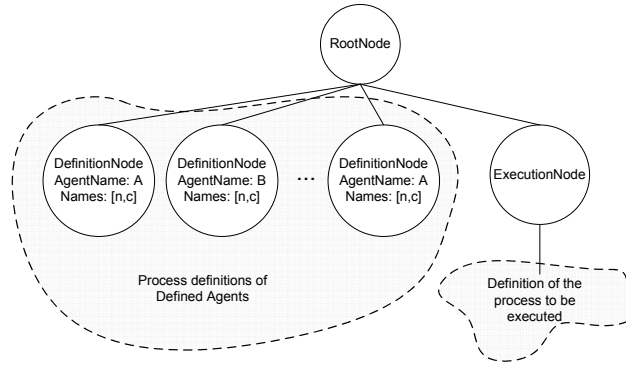 RootNode
DefinitionNode
AgentName: A
Names: [n,c]
DefinitionNode
AgentName: B
Names: [n,c]
...
DefinitionNode
AgentName: A
Names: [n,c]
ExecutionNode
Process definitions of
Defined Agents
Definition of the
process to be
executed